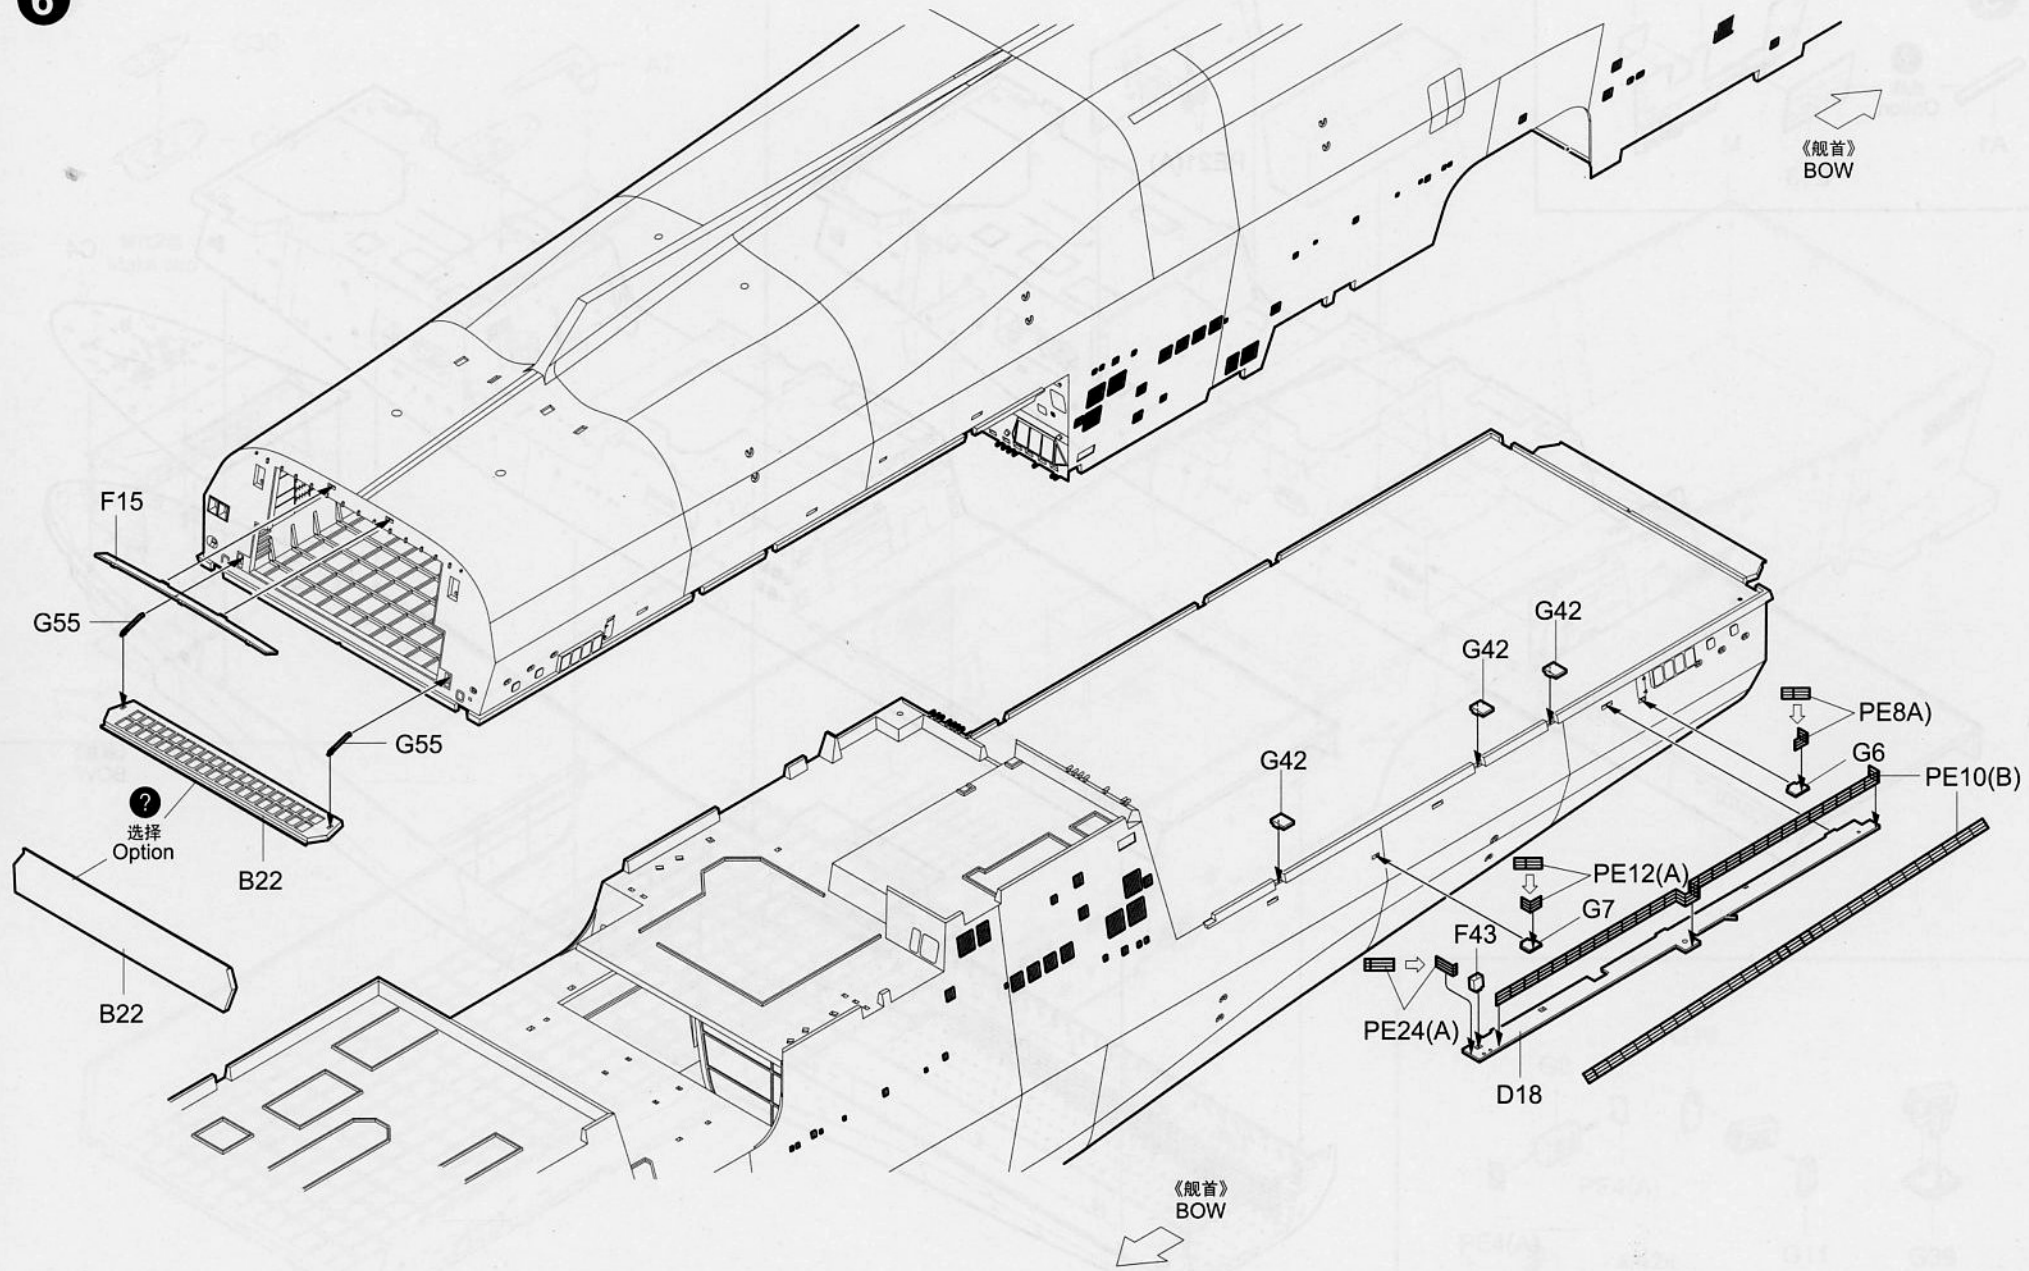 6
《舰首》
BOW
F15
G55
G55
?
选择
Option
B22
B22
G42
G42
G42
PE8A)
G6
PE10(B)
PE12(A)
G7
F43
PE24(A)
D18
《舰首》
BOW